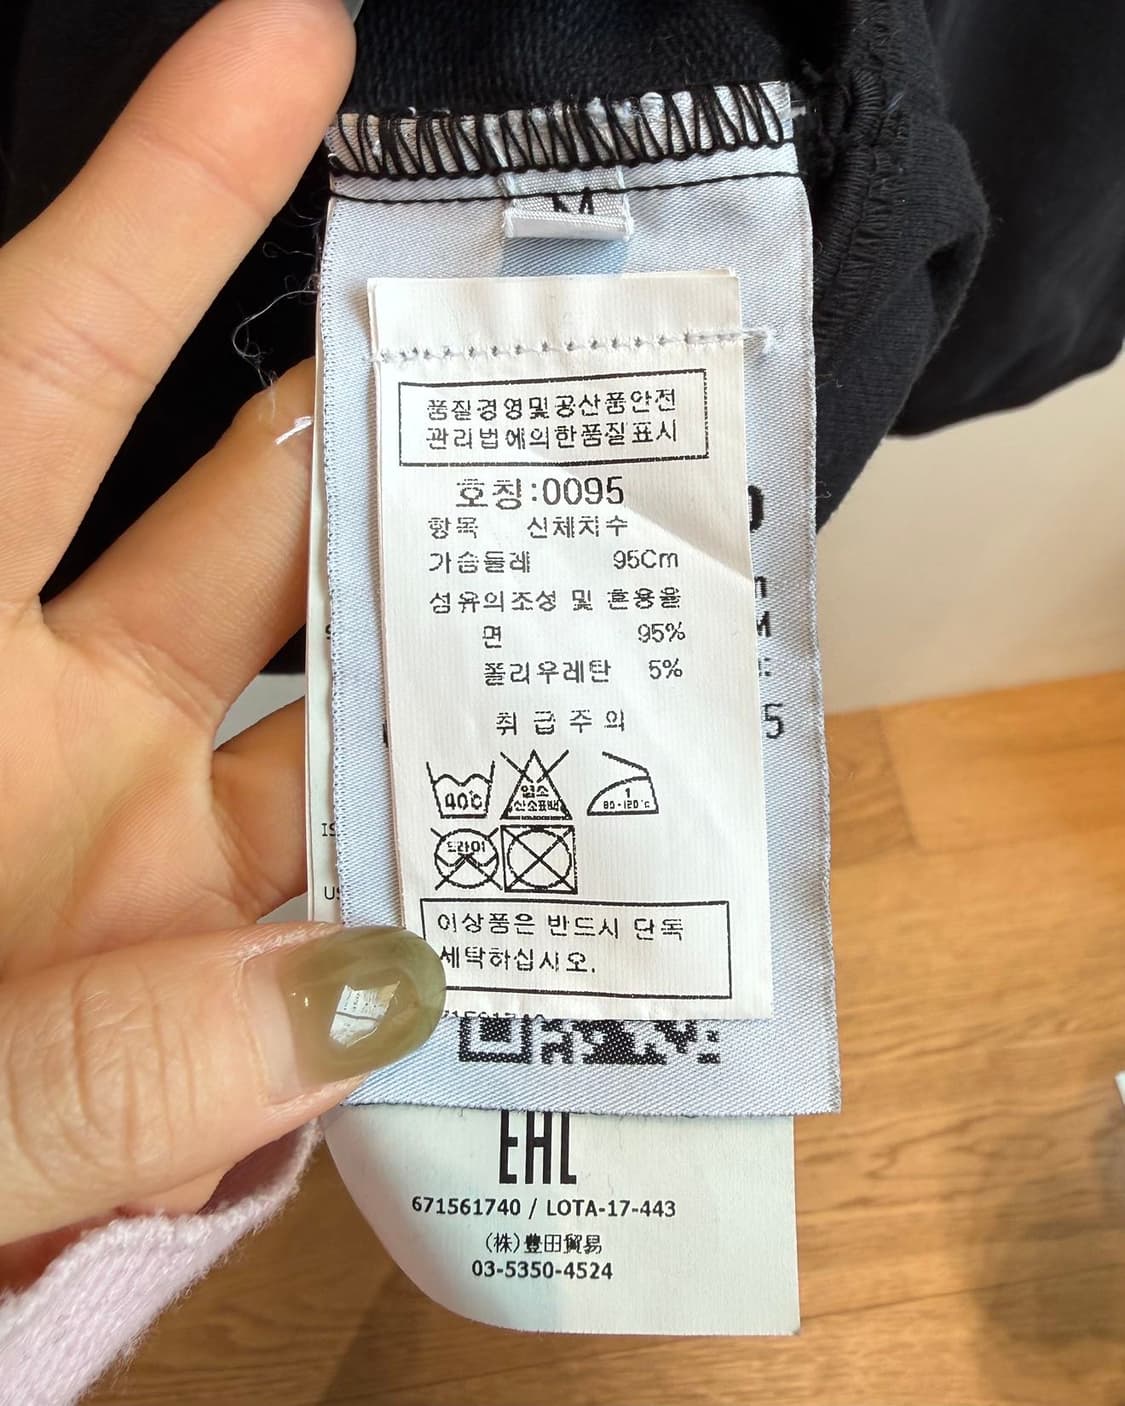 M
품질경영및공산품안전
관리법에의한품질표시
호칭:0095
항목 신체치수
가슴둘레 95Cm
섬유의조성 및 혼용율
면 95%
폴리우레탄 5%
취급주의
40℃
염소
산소표백
1
80-120℃
드라이
이상품은 반드시 단독
세탁하십시오.
5
IS
US
EAC
671561740 / LOTA-17-443
(株)豊田貿易
03-5350-4524